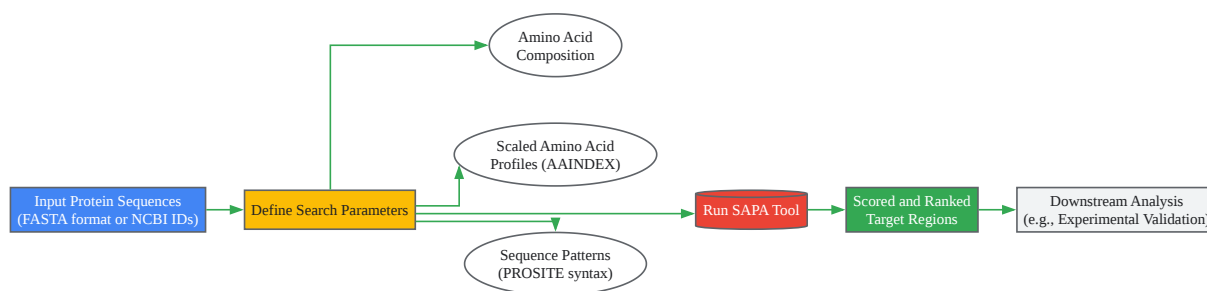 Amino Acid
Composition
Scaled Amino Acid
Profiles (AAINDEX)
Input Protein Sequences
(FASTA format or NCBI IDs)
Define Search Parameters
Run SAPA Tool
Scored and Ranked
Target Regions
Downstream Analysis
(e.g., Experimental Validation)
Sequence Patterns
(PROSITE syntax)